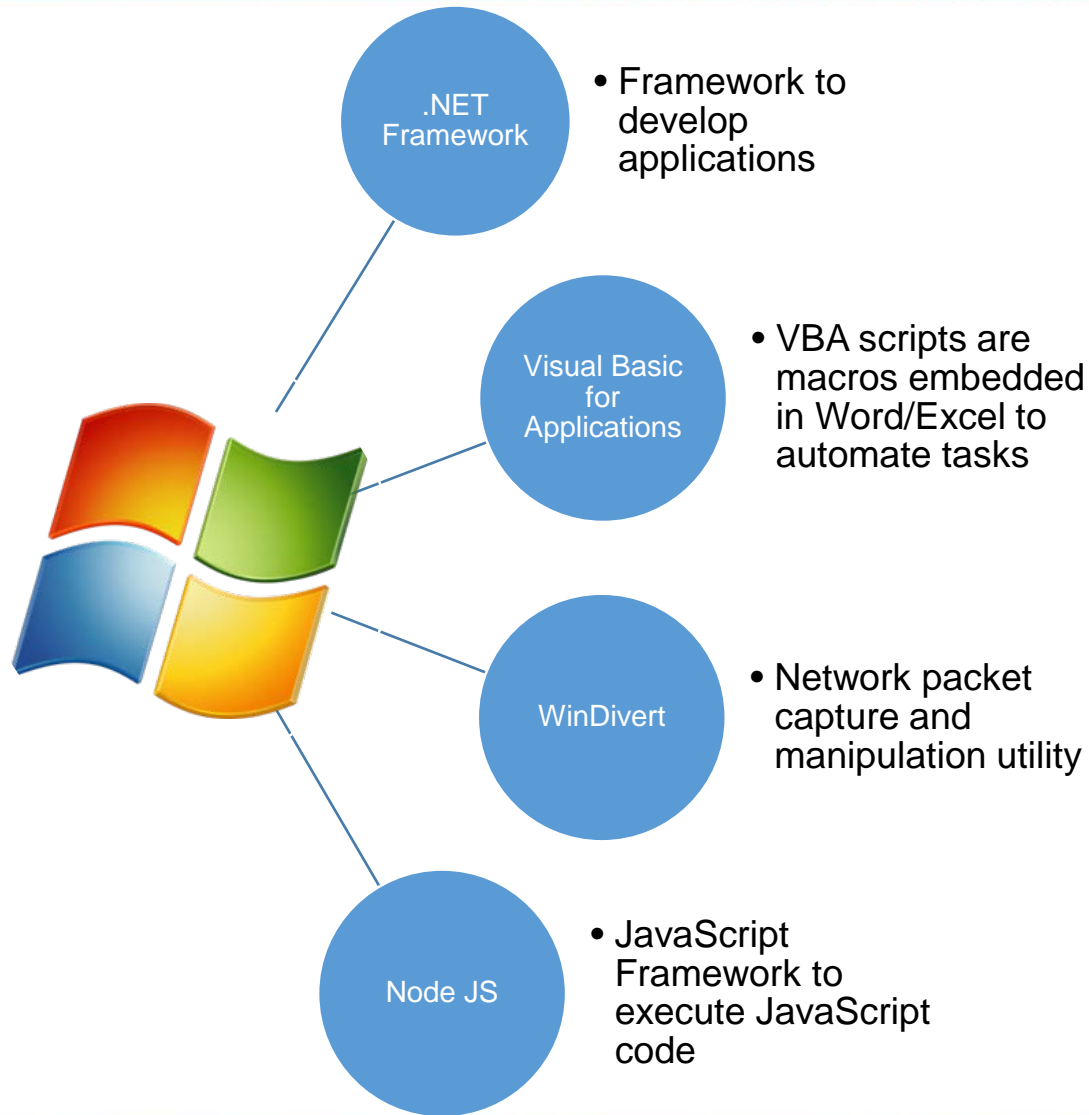 .NET
Framework
• Framework to
develop
applications
Visual Basic
for
Applications
• VBA scripts are
macros embedded
in Word/Excel to
automate tasks
WinDivert
• Network packet
capture and
manipulation utility
Node JS
• JavaScript
Framework to
execute JavaScript
code